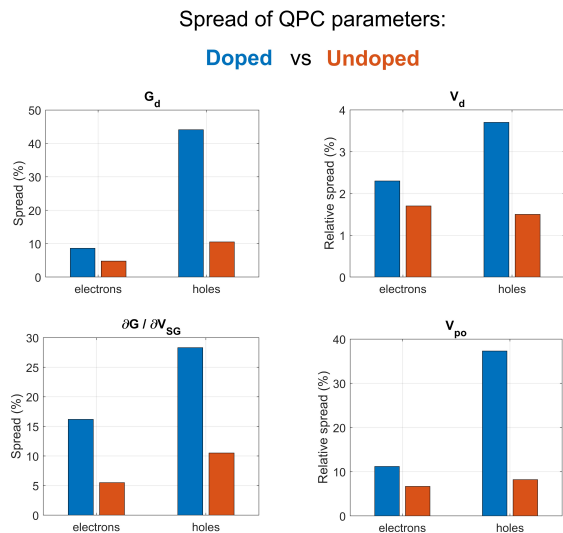 Spread of QPC parameters:
Doped vs Undoped
G_d
50
40
30
20
10
0
Spread (%)
electrons holes
V_d
4
3
2
1
0
Relative spread (%)
electrons holes
∂G / ∂V_SG
30
25
20
15
10
5
0
Spread (%)
electrons holes
V_po
40
30
20
10
0
Relative spread (%)
electrons holes